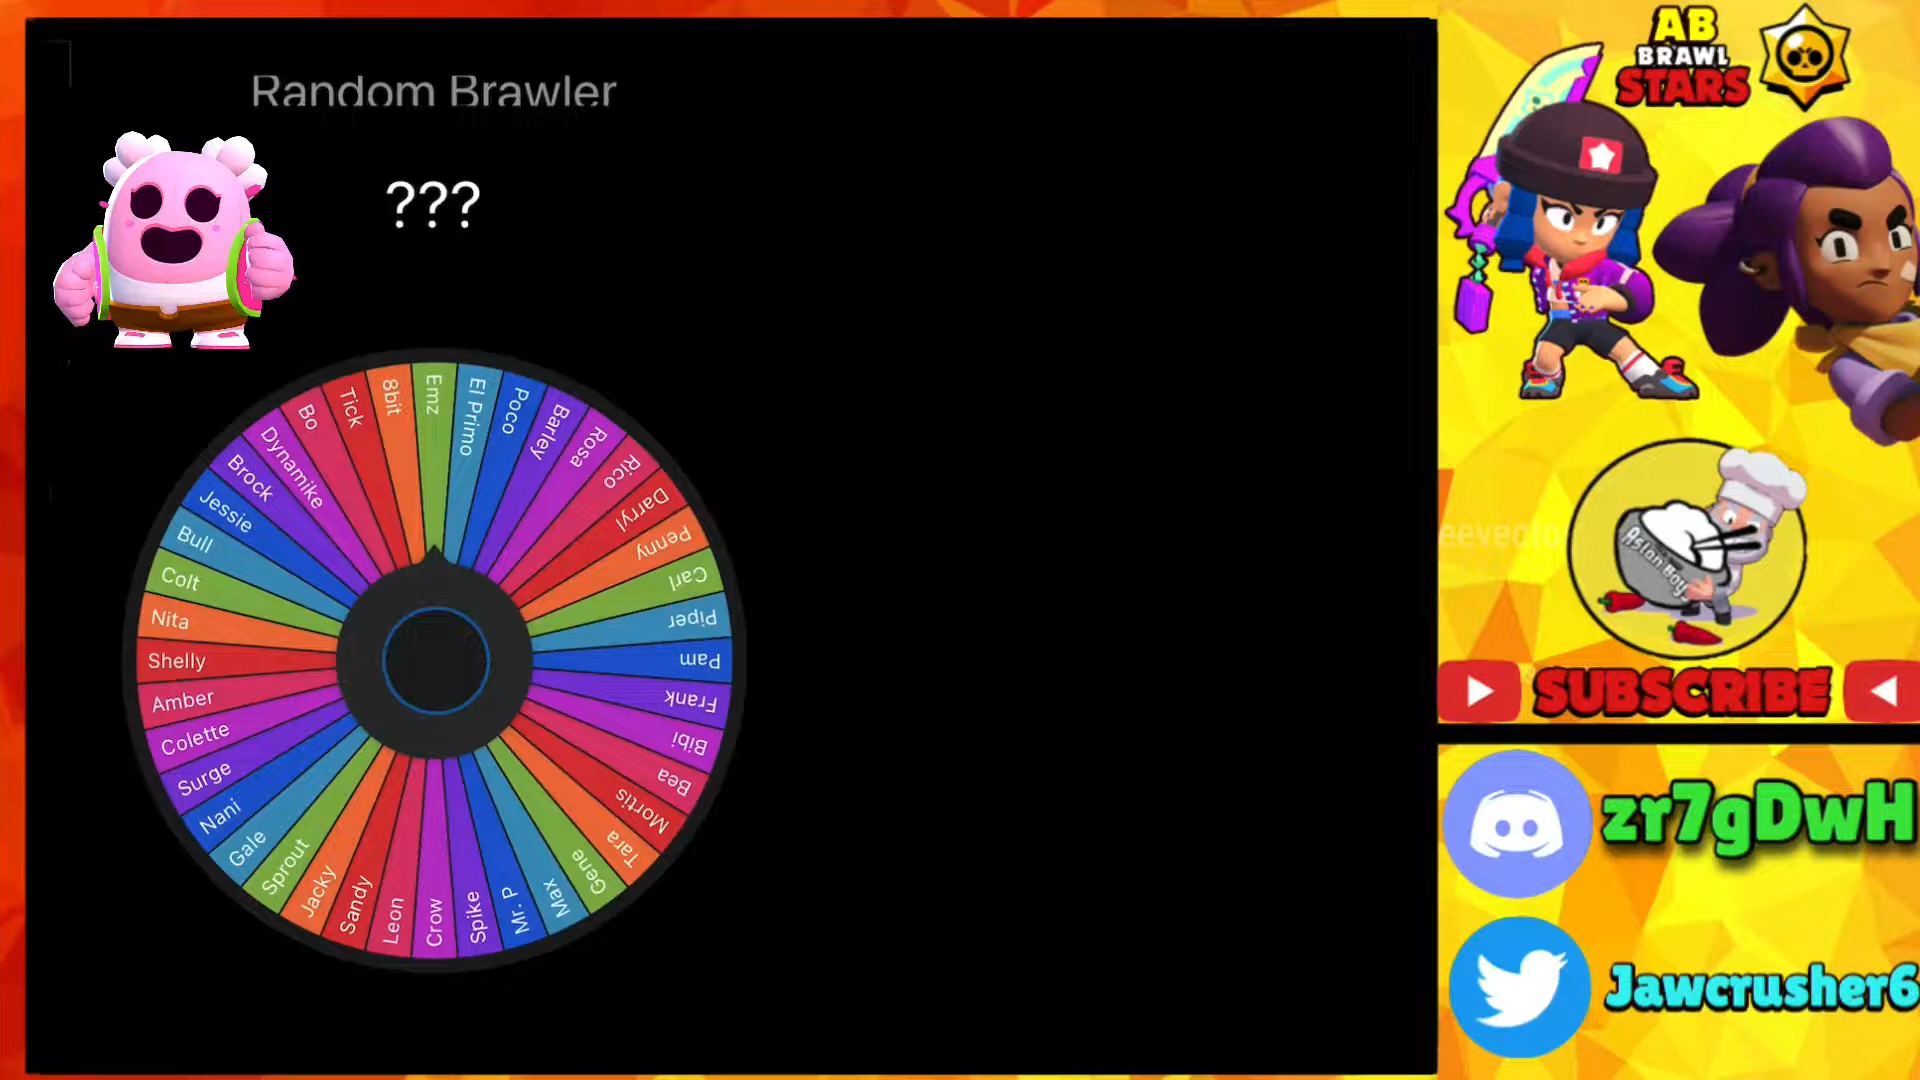 Random Brawler
???
Emz
El Primo
Poco
Barley
Rosa
Rico
Darryl
Penny
Carl
Piper
Pam
Frank
Bibi
Bea
Mortis
Tara
Gene
Max
Mr. P
Spike
Crow
Leon
Sandy
Jacky
Sprout
Gale
Nani
Surge
Colette
Amber
Shelly
Nita
Colt
Bull
Jessie
Brock
Dynamike
Bo
Tick
8bit
AB
BRAWL
STARS
Asian Boy
SUBSCRIBE
zr7gDwH
Jawcrusher6